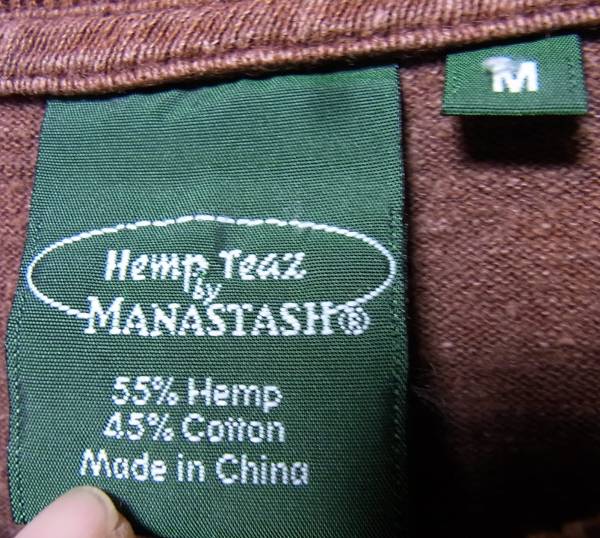 M
Hemp Teaz
by
MANASTASH®
55% Hemp
45% Cotton
Made in China